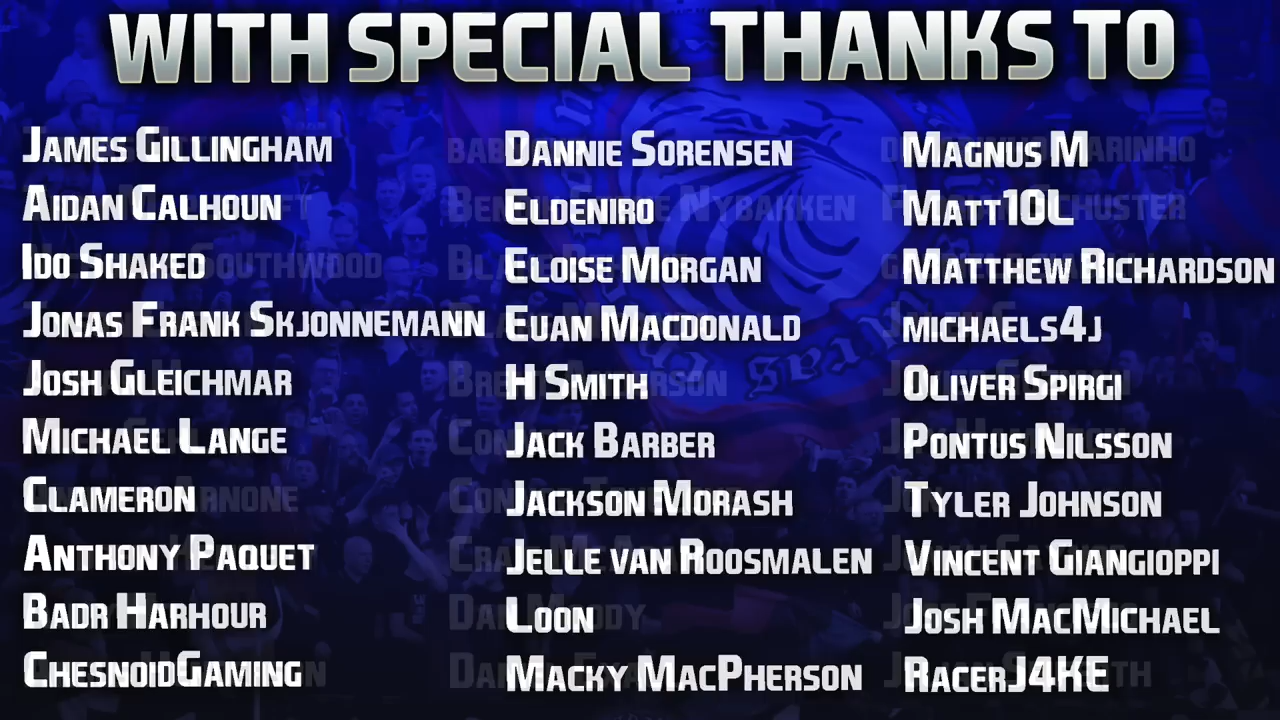 WITH SPECIAL THANKS TO
JAMES GILLINGHAM
AIDAN CALHOUN
IDO SHAKED
JONAS FRANK SKJONNEMANN
JOSH GLEICHMAR
MICHAEL LANGE
CLAMERON
ANTHONY PAQUET
BADR HARHOUR
CHESNOIDGAMING
DANNIE SORENSEN
ELDENIRO
ELOISE MORGAN
EUAN MACDONALD
H SMITH
JACK BARBER
JACKSON MORASH
JELLE VAN ROOSMALEN
LOON
MACKY MACPHERSON
MAGNUS M
MATT10L
MATTHEW RICHARDSON
MICHAELS4J
OLIVER SPIRGI
PONTUS NILSSON
TYLER JOHNSON
VINCENT GIANGIOPPI
JOSH MACMICHAEL
RACERJ4KE